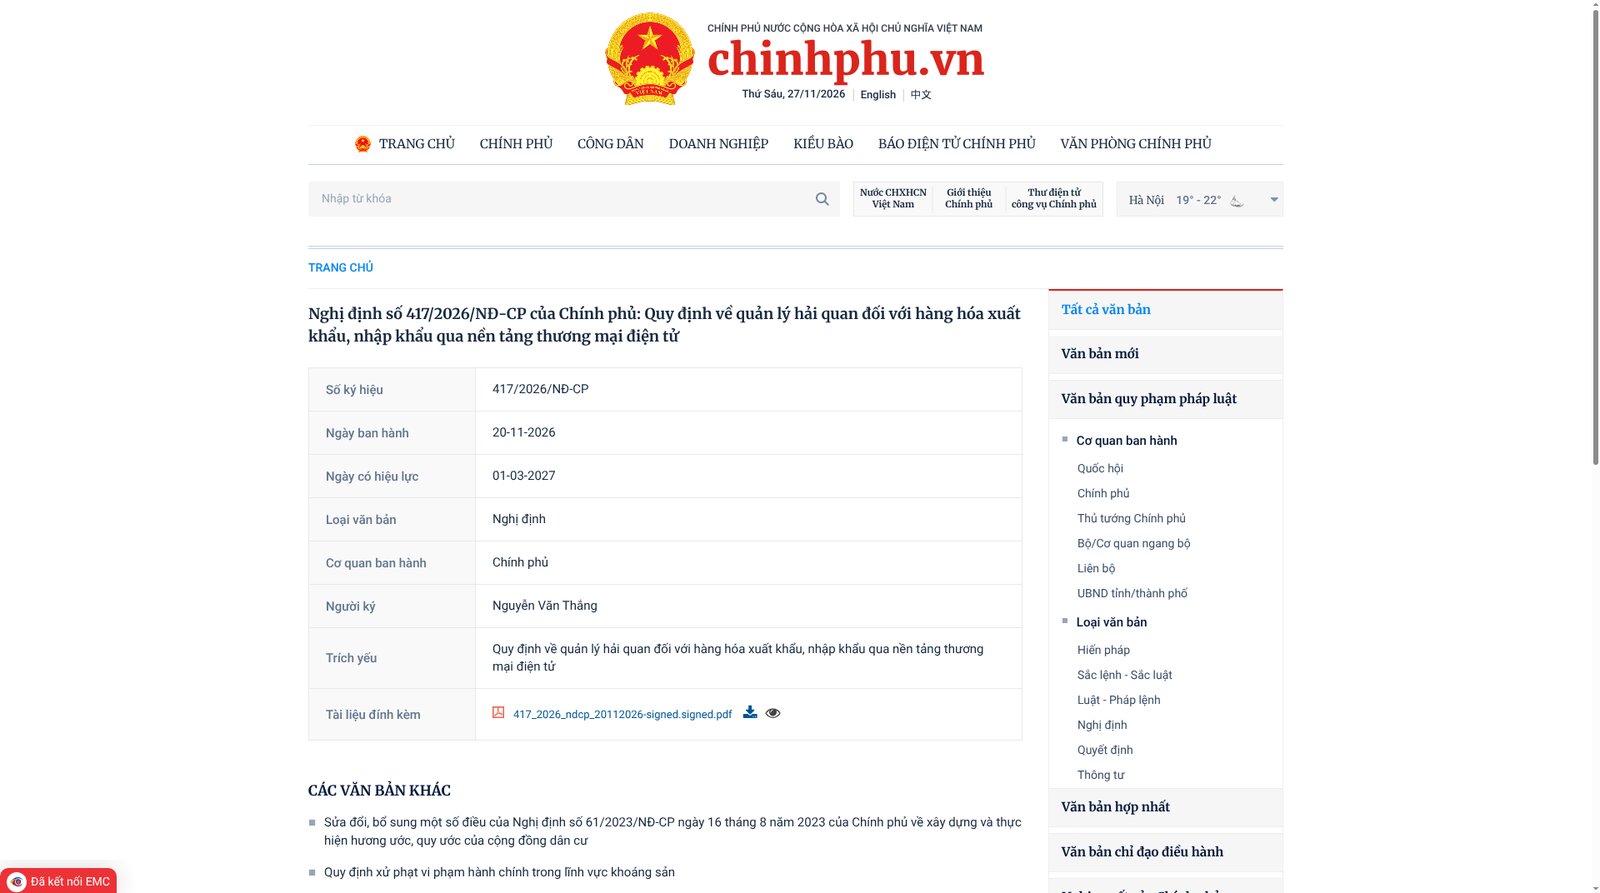 CHÍNH PHỦ NƯỚC CỘNG HÒA XÃ HỘI CHỦ NGHĨA VIỆT NAM
chinhphu.vn
Thứ Sáu, 27/11/2026 English 中文
TRANG CHỦ CHÍNH PHỦ CÔNG DÂN DOANH NGHIỆP KIỀU BÀO BÁO ĐIỆN TỬ CHÍNH PHỦ VĂN PHÒNG CHÍNH PHỦ
Nhập từ khóa
Nước CHXHCN
Việt Nam
Giới thiệu
Chính phủ
Thư điện tử
công vụ Chính phủ
Hà Nội 19° - 22°
TRANG CHỦ
Nghị định số 417/2026/NĐ-CP của Chính phủ: Quy định về quản lý hải quan đối với hàng hóa xuất
khẩu, nhập khẩu qua nền tảng thương mại điện tử
Số ký hiệu 417/2026/NĐ-CP
Ngày ban hành 20-11-2026
Ngày có hiệu lực 01-03-2027
Loại văn bản Nghị định
Cơ quan ban hành Chính phủ
Người ký Nguyễn Văn Thắng
Trích yếu Quy định về quản lý hải quan đối với hàng hóa xuất khẩu, nhập khẩu qua nền tảng thương
mại điện tử
Tài liệu đính kèm 417_2026_ndcp_20112026-signed.signed.pdf
CÁC VĂN BẢN KHÁC
Sửa đổi, bổ sung một số điều của Nghị định số 61/2023/NĐ-CP ngày 16 tháng 8 năm 2023 của Chính phủ về xây dựng và thực
hiện hương ước, quy ước của cộng đồng dân cư
Quy định xử phạt vi phạm hành chính trong lĩnh vực khoáng sản
Tất cả văn bản
Văn bản mới
Văn bản quy phạm pháp luật
Cơ quan ban hành
Quốc hội
Chính phủ
Thủ tướng Chính phủ
Bộ/Cơ quan ngang bộ
Liên bộ
UBND tỉnh/thành phố
Loại văn bản
Hiến pháp
Sắc lệnh - Sắc luật
Luật - Pháp lệnh
Nghị định
Quyết định
Thông tư
Văn bản hợp nhất
Văn bản chỉ đạo điều hành
Đã kết nối EMC